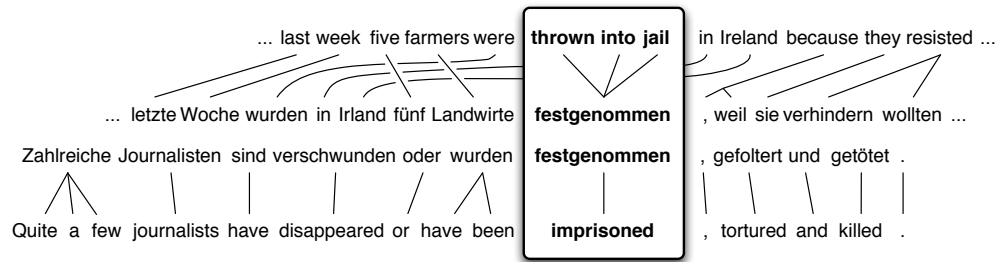 ... last week five farmers were thrown into jail in Ireland because they resisted ...
... letzte Woche wurden in Irland fünf Landwirte festgenommen , weil sie verhindern wollten ...
Zahlreiche Journalisten sind verschwunden oder wurden festgenommen , gefoltert und getötet .
Quite a few journalists have disappeared or have been imprisoned , tortured and killed .